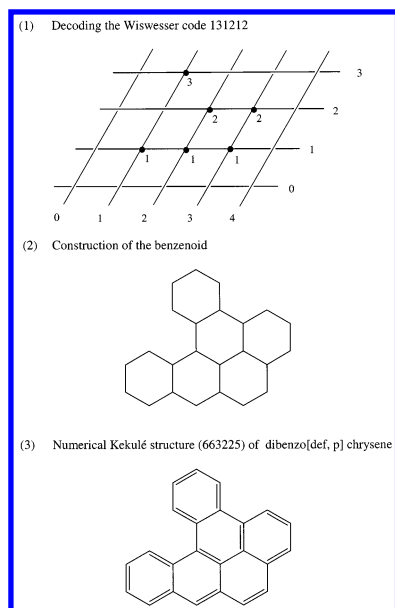 (1) Decoding the Wiswesser code 131212
3
3
2 2
2
1 1 1
1
0
0 1 2 3 4
(2) Construction of the benzenoid
(3) Numerical Kekulé structure (663225) of dibenzo[def, p] chrysene